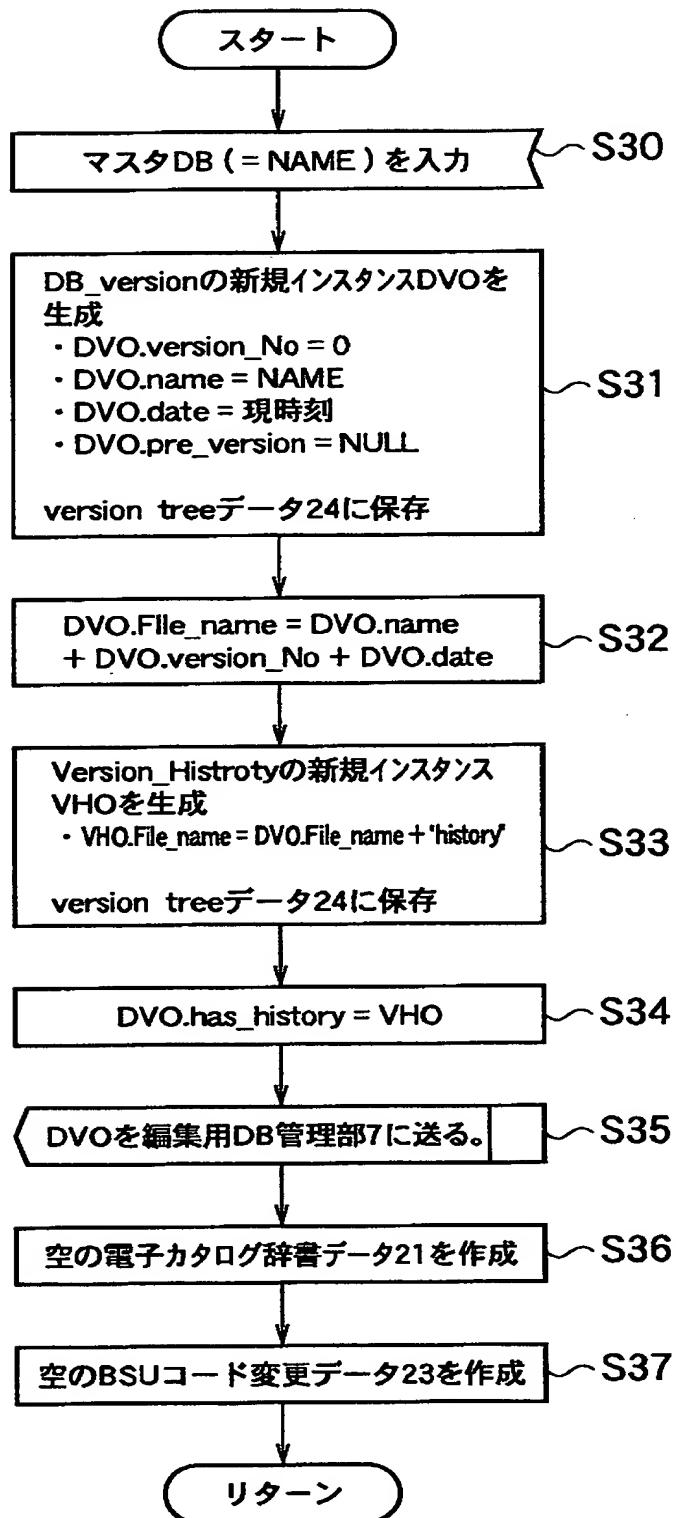 スタート
マスタDB ( = NAME ) を入力
S30
DB_versionの新規インスタンスDVOを
生成
・DVO.version_No = 0
・DVO.name = NAME
・DVO.date = 現時刻
・DVO.pre_version = NULL
version treeデータ24に保存
S31
DVO.File_name = DVO.name
+ DVO.version_No + DVO.date
S32
Version_Histrotyの新規インスタンス
VHOを生成
・VHO.File_name = DVO.File_name + 'history'
version treeデータ24に保存
S33
DVO.has_history = VHO
S34
DVOを編集用DB管理部7に送る。
S35
空の電子カタログ辞書データ21を作成
S36
空のBSUコード変更データ23を作成
S37
リターン